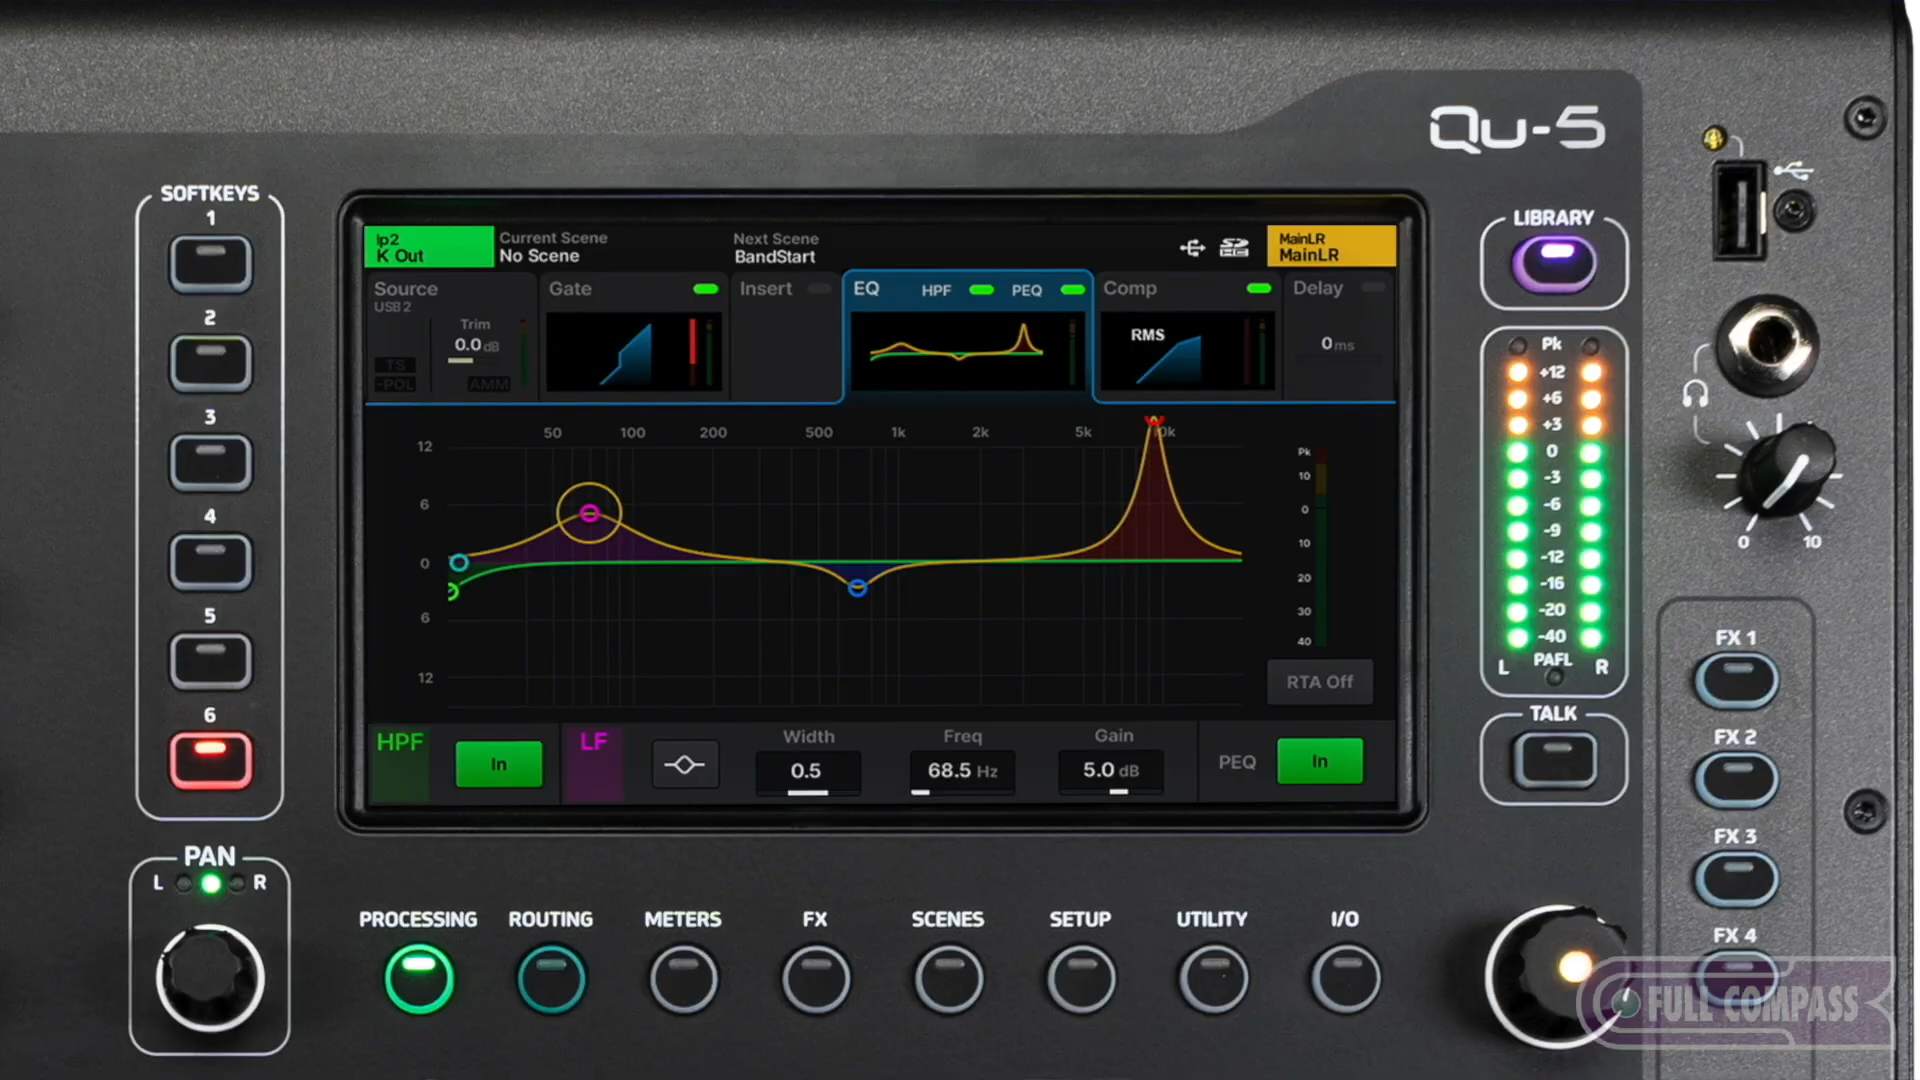 Qu-5
SOFTKEYS
1
2
3
4
5
6
Ip2
K Out
Current Scene
No Scene
Next Scene
BandStart
MainLR
MainLR
Source
USB2
Trim
0.0 dB
TS
-POL
AMM
Gate
Insert
EQ HPF PEQ
Comp
RMS
Delay
0 ms
50 100 200 500 1k 2k 5k 10k
12
6
0
6
12
Pk
10
0
10
20
30
40
RTA Off
HPF
In
LF
Width
0.5
Freq
68.5 Hz
Gain
5.0 dB
PEQ
In
LIBRARY
Pk
+12
+6
+3
0
-3
-6
-9
-12
-16
-20
-40
L PAFL R
TALK
0 10
FX 1
FX 2
FX 3
FX 4
PAN
L R
PROCESSING ROUTING METERS FX SCENES SETUP UTILITY I/O
FULL COMPASS